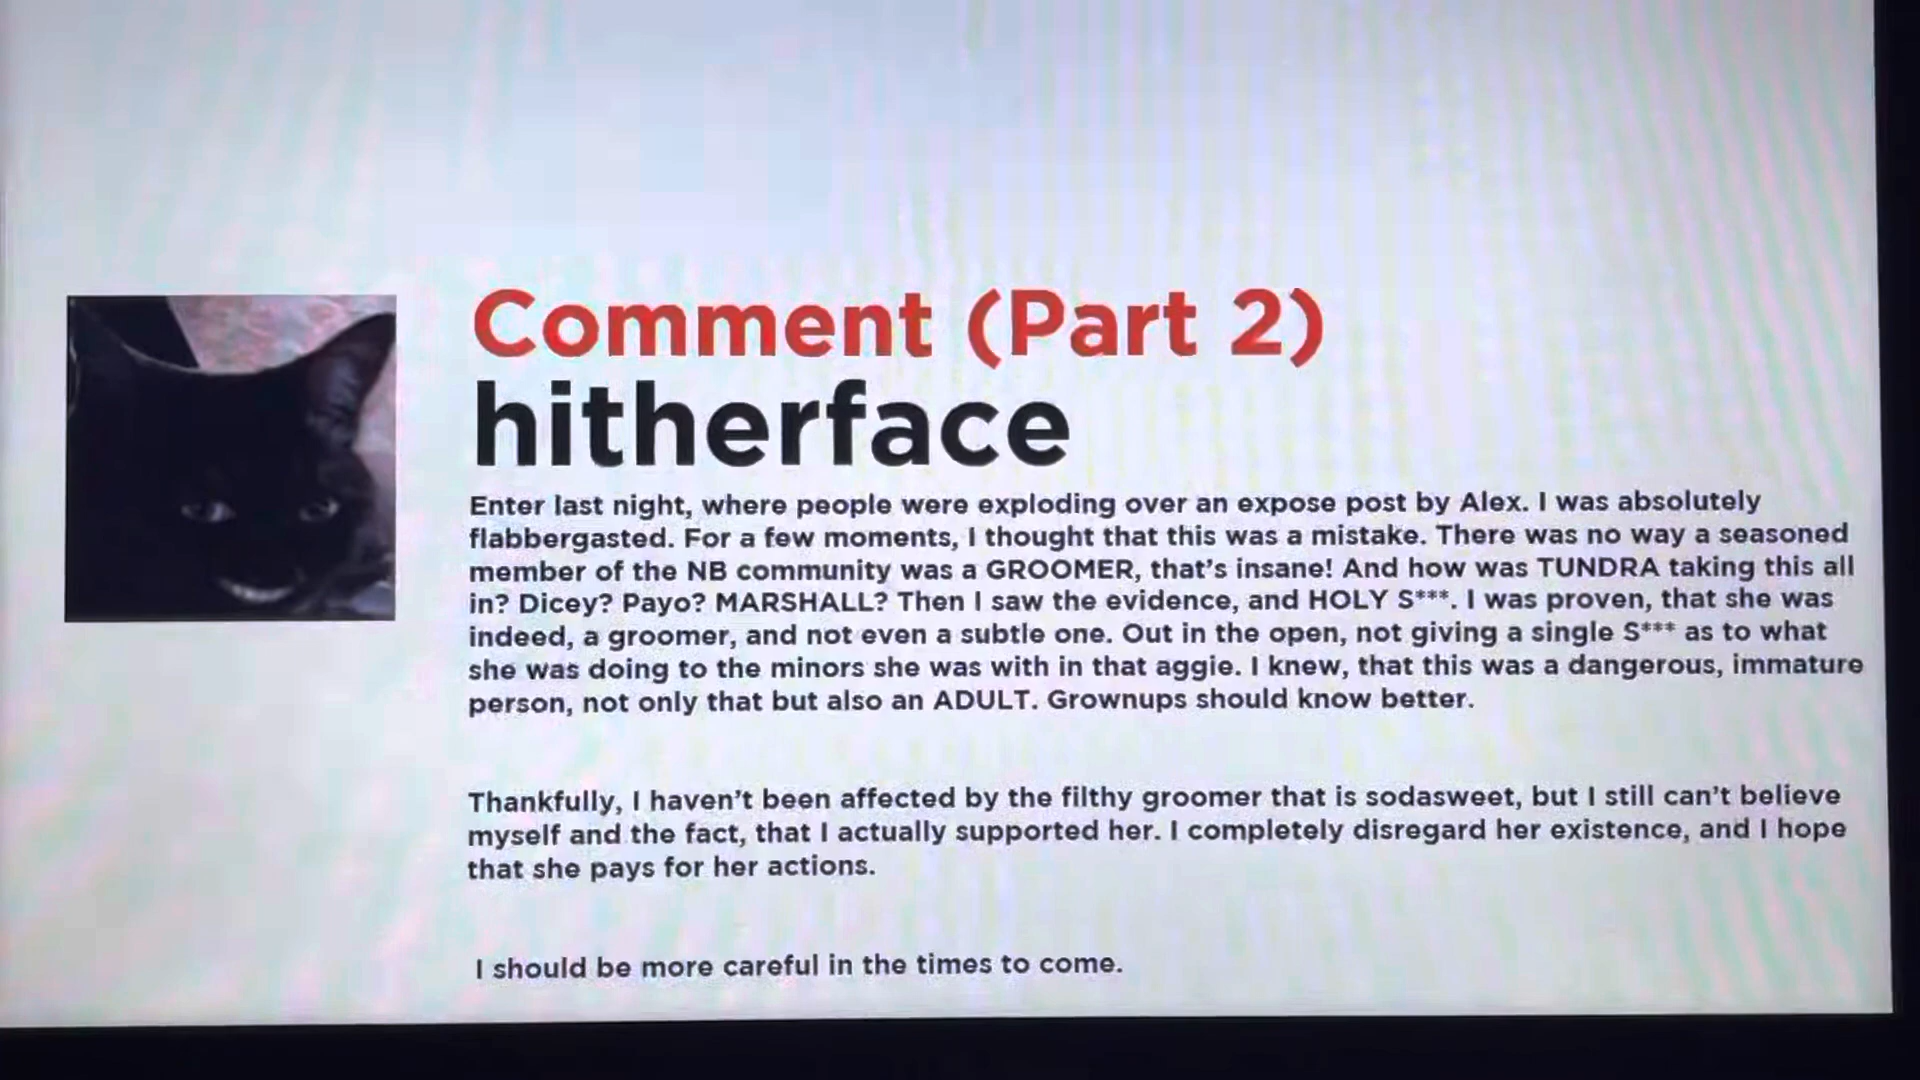 Comment (Part 2)
hitherface
Enter last night, where people were exploding over an expose post by Alex. I was absolutely
flabbergasted. For a few moments, I thought that this was a mistake. There was no way a seasoned
member of the NB community was a GROOMER, that's insane! And how was TUNDRA taking this all
in? Dicey? Payo? MARSHALL? Then I saw the evidence, and HOLY S***. I was proven, that she was
indeed, a groomer, and not even a subtle one. Out in the open, not giving a single S*** as to what
she was doing to the minors she was with in that aggie. I knew, that this was a dangerous, immature
person, not only that but also an ADULT. Grownups should know better.
Thankfully, I haven't been affected by the filthy groomer that is sodasweet, but I still can't believe
myself and the fact, that I actually supported her. I completely disregard her existence, and I hope
that she pays for her actions.
I should be more careful in the times to come.